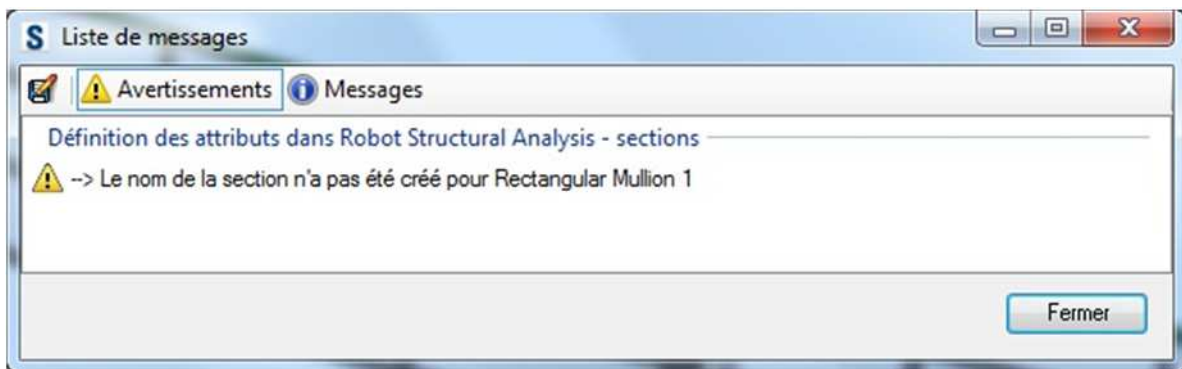 S Liste de messages
Avertissements Messages
Définition des attributs dans Robot Structural Analysis - sections
--> Le nom de la section n'a pas été créé pour Rectangular Mullion 1
Fermer